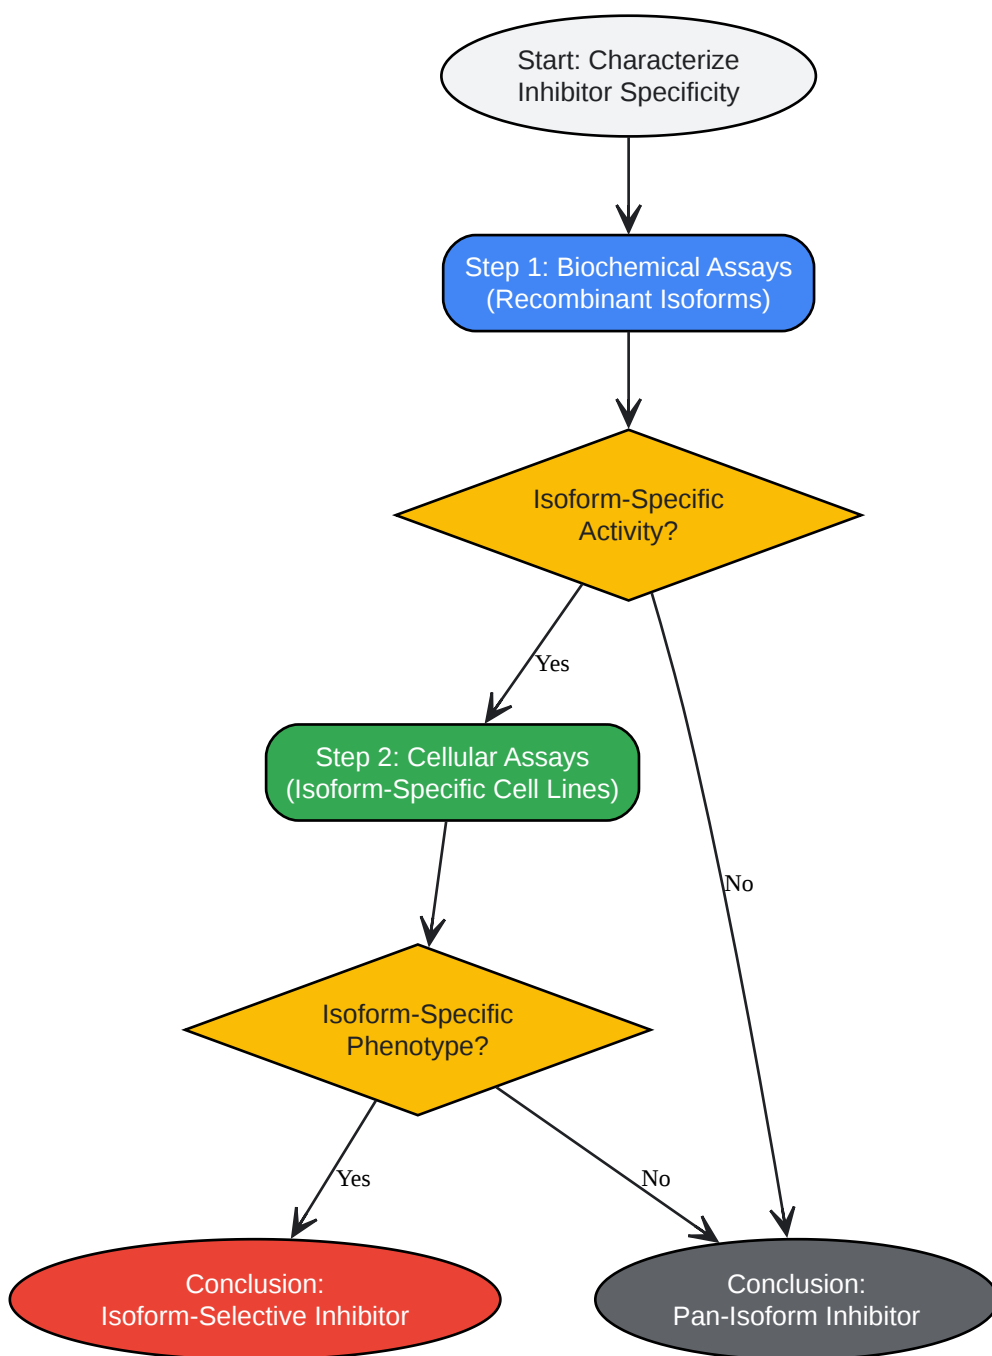 Start: Characterize
Inhibitor Specificity
Step 1: Biochemical Assays
(Recombinant Isoforms)
Isoform-Specific
Activity?
Yes
Step 2: Cellular Assays
(Isoform-Specific Cell Lines)
No
Isoform-Specific
Phenotype?
Yes
No
Conclusion:
Isoform-Selective Inhibitor
Conclusion:
Pan-Isoform Inhibitor